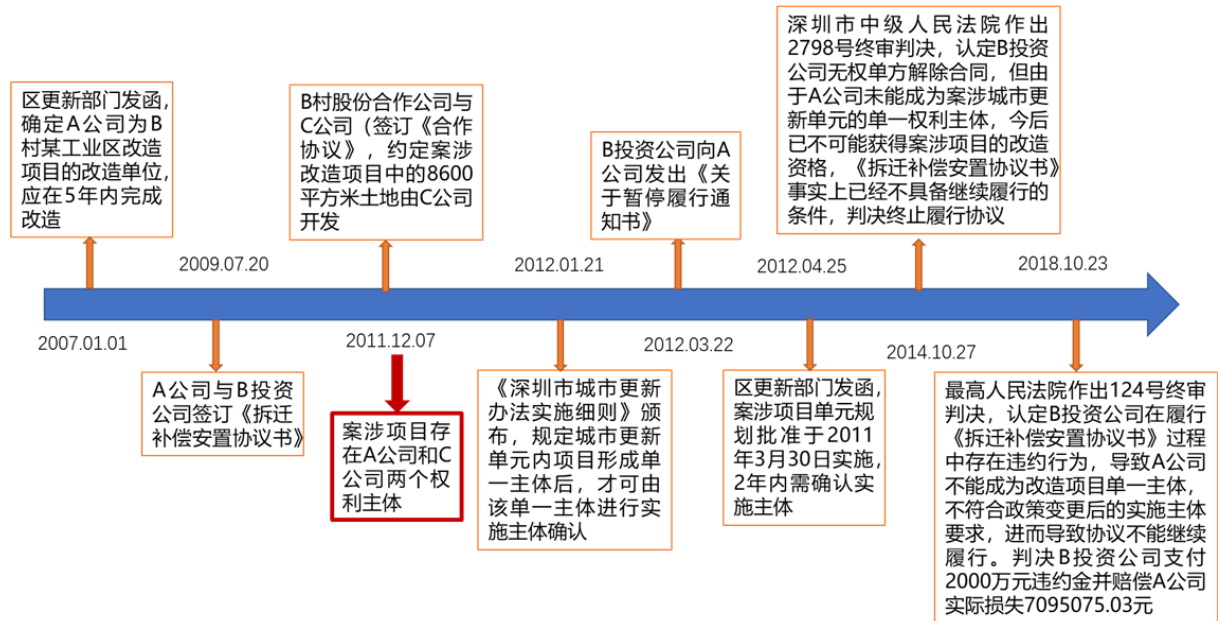 区更新部门发函，
确定A公司为B
村某工业区改造
项目的改造单位，
应在5年内完成
改造
B村股份合作公司与
C公司（签订《合作
协议》，约定案涉
改造项目中的8600
平方米土地由C公司
开发
B投资公司向A
公司发出《关
于暂停履行通
知书》
深圳市中级人民法院作出
2798号终审判决，认定B投资
公司无权单方解除合同，但由
于A公司未能成为案涉城市更
新单元的单一权利主体，今后
已不可能获得案涉项目的改造
资格，《拆迁补偿安置协议书》
事实上已经不具备继续履行的
条件，判决终止履行协议
2009.07.20
2012.01.21
2012.04.25
2018.10.23
2007.01.01
2011.12.07
2012.03.22
2014.10.27
A公司与B投资
公司签订《拆迁
补偿安置协议书》
案涉项目存
在A公司和C
公司两个权
利主体
《深圳市城市更新
办法实施细则》颁
布，规定城市更新
单元内项目形成单
一主体后，才可由
该单一主体进行实
施主体确认
区更新部门发函，
案涉项目单元规
划批准于2011
年3月30日实施，
2年内需确认实
施主体
最高人民法院作出124号终审
判决，认定B投资公司在履行
《拆迁补偿安置协议书》过程
中存在违约行为，导致A公司
不能成为改造项目单一主体，
不符合政策变更后的实施主体
要求，进而导致协议不能继续
履行。判决B投资公司支付
2000万元违约金并赔偿A公司
实际损失7095075.03元